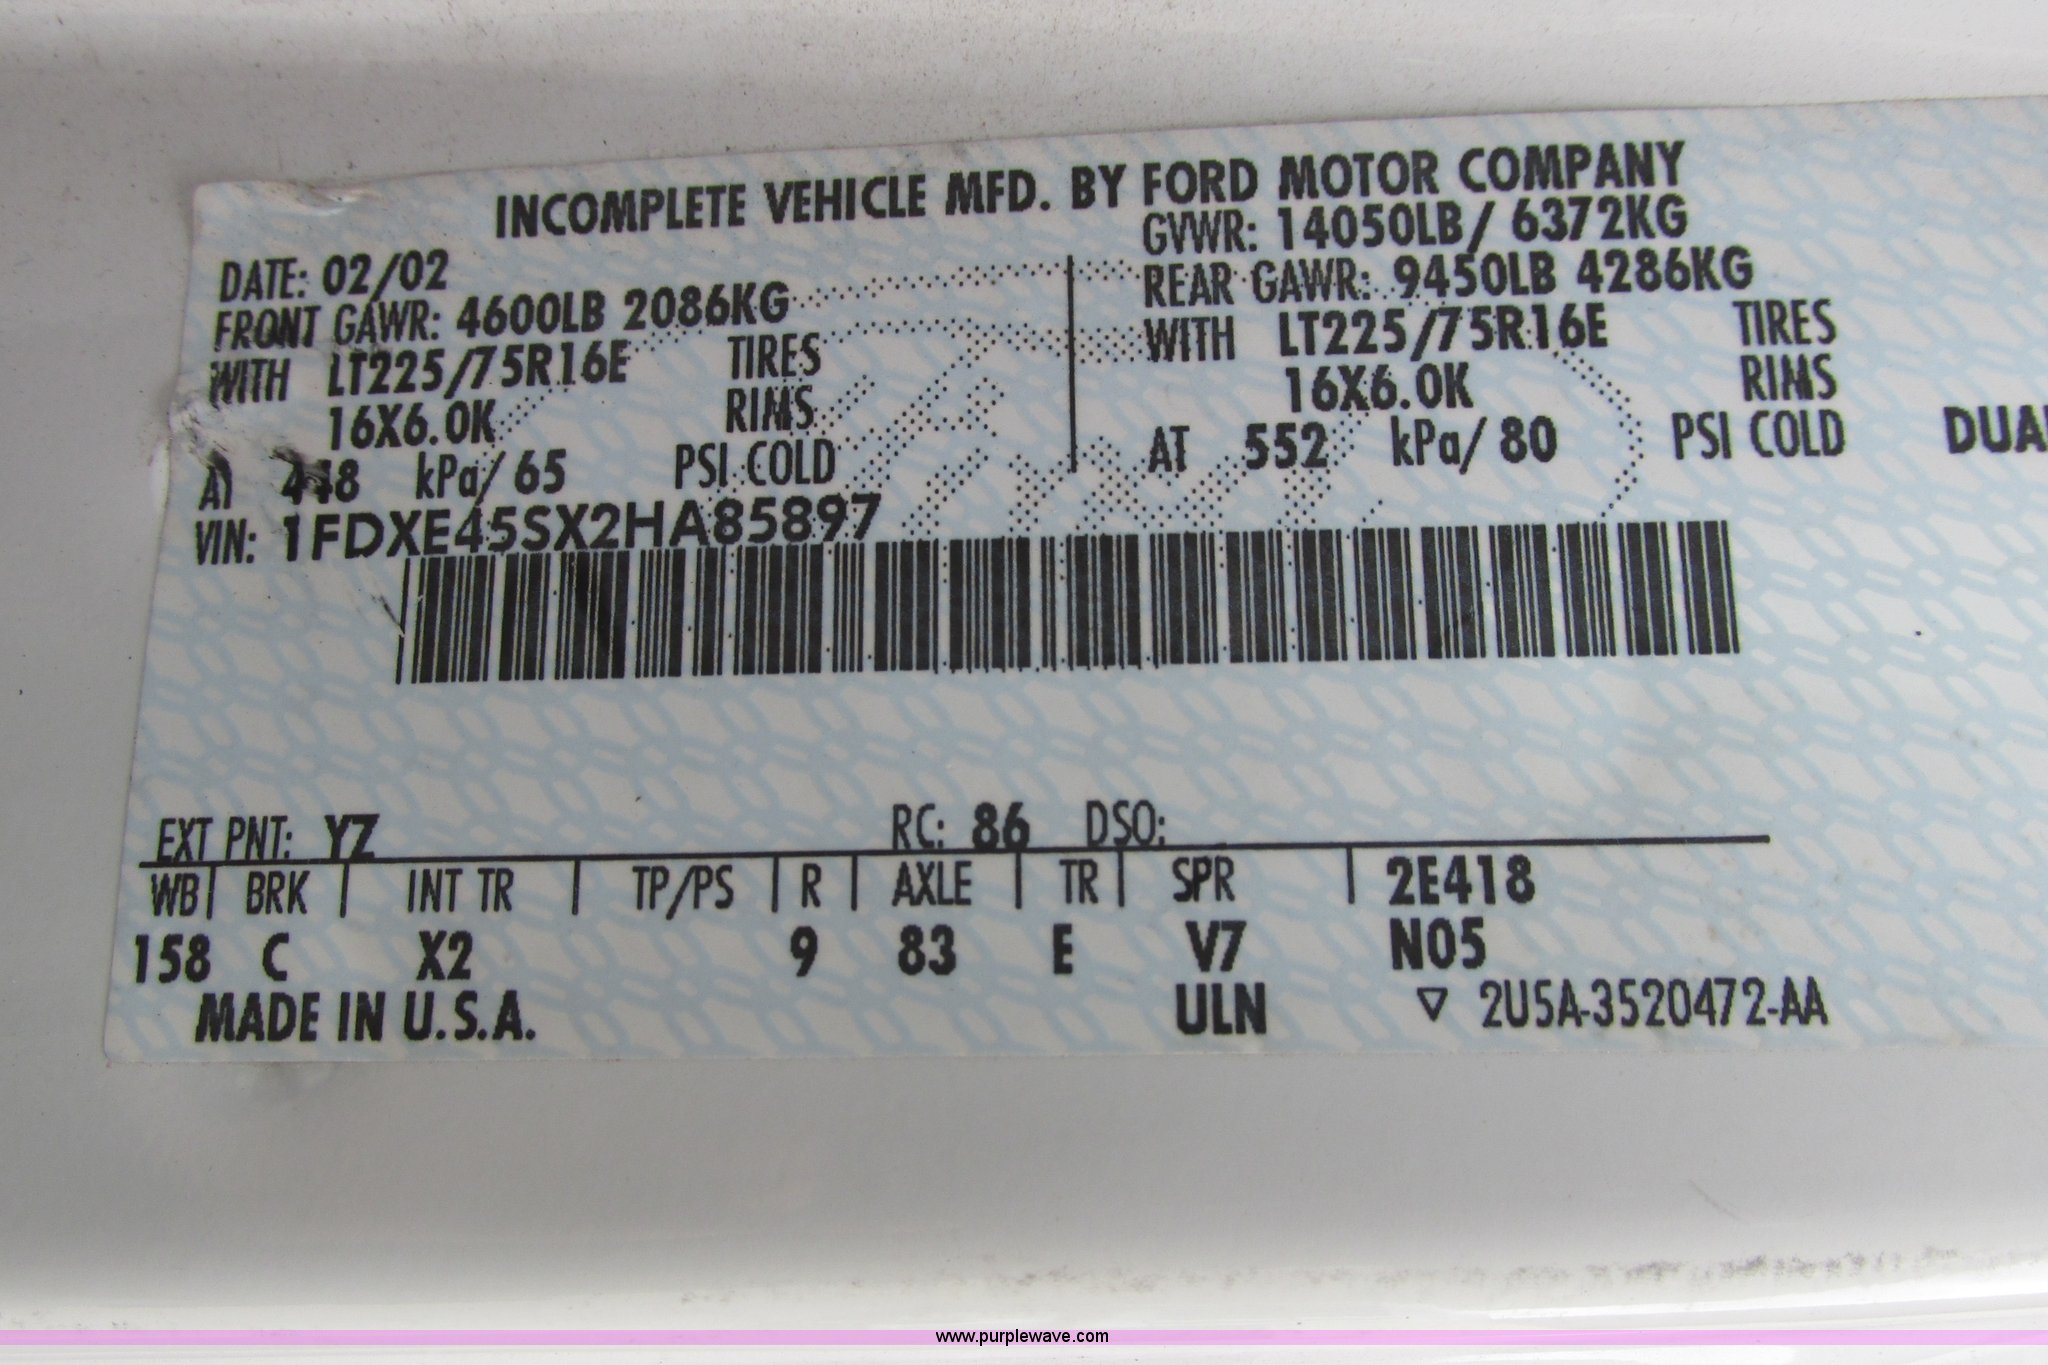 INCOMPLETE VEHICLE MFD. BY FORD MOTOR COMPANY
DATE: 02/02 GVWR: 14050LB/ 6372KG
FRONT GAWR: 4600LB 2086KG REAR GAWR: 9450LB 4286KG
WITH LT225/75R16E TIRES WITH LT225/75R16E TIRES
16X6.0K RIMS 16X6.0K RIMS
AT 448 kPa/ 65 PSI COLD AT 552 kPa/ 80 PSI COLD DUAL
VIN: 1FDXE45SX2HA85897
EXT PNT: YZ RC: 86 DSO:
WB BRK INT TR TP/PS R AXLE TR SPR 2E418
158 C X2 9 83 E V7 N05
MADE IN U.S.A. ULN ▽ 2U5A-3520472-AA
www.purplewave.com